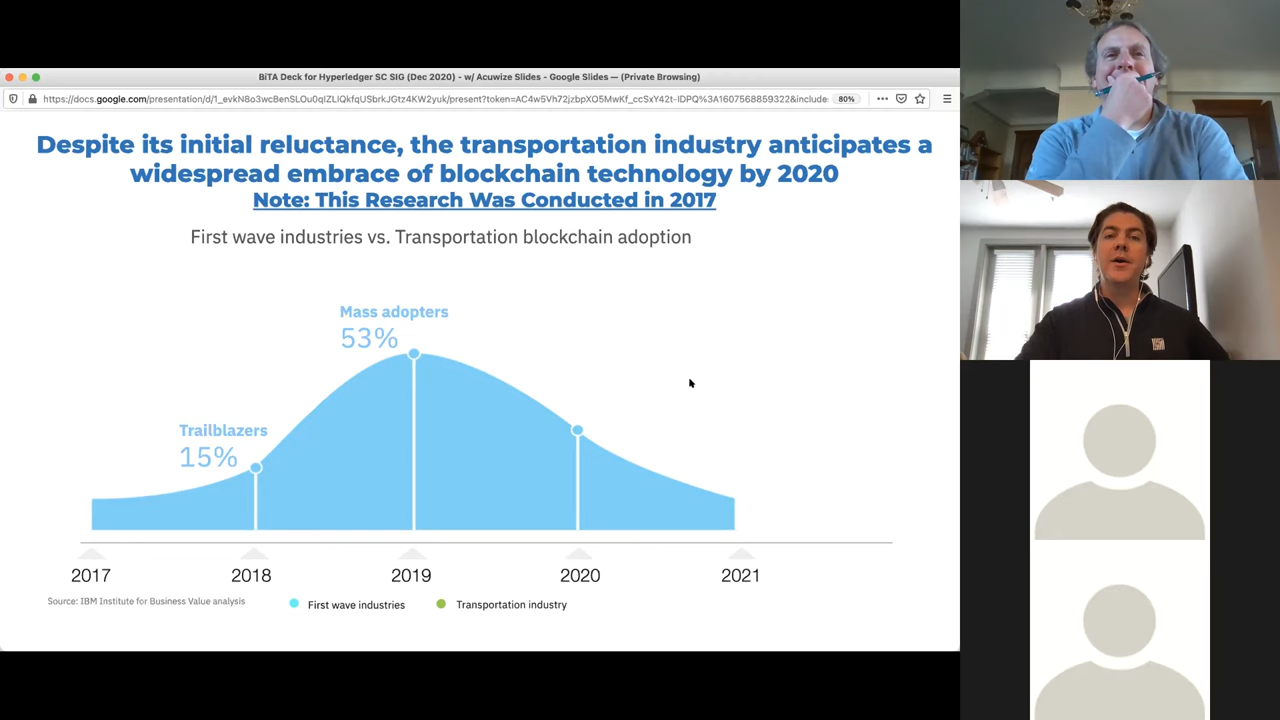 BiTA Deck for Hyperledger SC SIG (Dec 2020) - w/ Acuwize Slides - Google Slides — (Private Browsing)
80%
Despite its initial reluctance, the transportation industry anticipates a
widespread embrace of blockchain technology by 2020
Note: This Research Was Conducted in 2017
First wave industries vs. Transportation blockchain adoption
Mass adopters
53%
Trailblazers
15%
2017 2018 2019 2020 2021
Source: IBM Institute for Business Value analysis
First wave industries Transportation industry